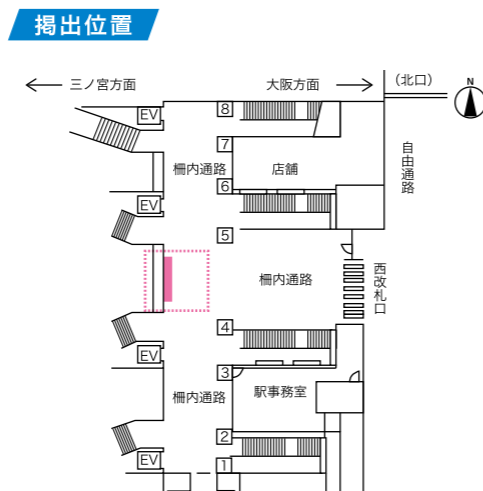 掲出位置
三ノ宮方面
大阪方面
(北口)
N
EV
8
7
柵内通路
店舗
自由通路
6
EV
5
柵内通路
西改札口
4
EV
3
柵内通路
駅事務室
2
EV
1